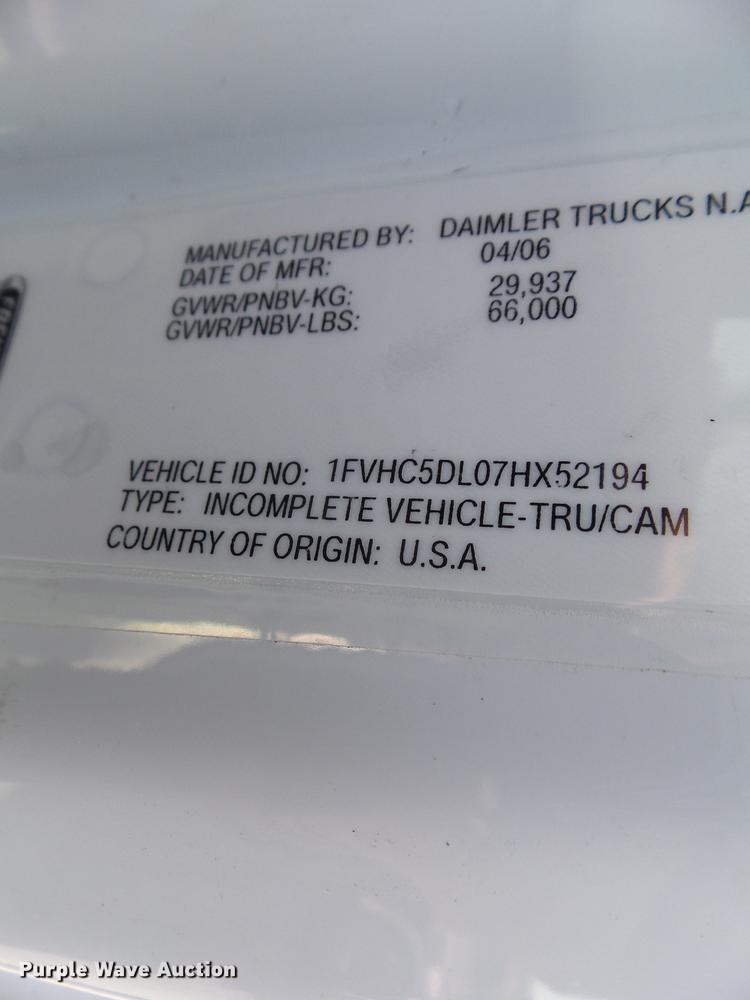 MANUFACTURED BY: DAIMLER TRUCKS N.A
DATE OF MFR: 04/06
GVWR/PNBV-KG: 29,937
GVWR/PNBV-LBS: 66,000
VEHICLE ID NO: 1FVHC5DL07HX52194
TYPE: INCOMPLETE VEHICLE-TRU/CAM
COUNTRY OF ORIGIN: U.S.A.
Purple Wave Auction